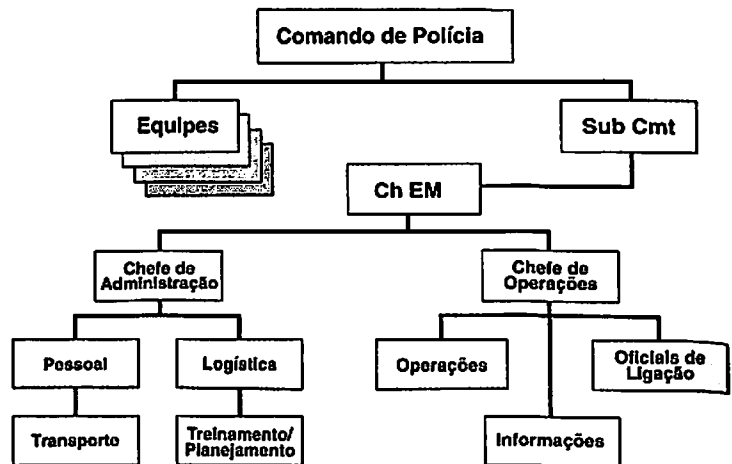 Comando de Polícia
Equipes
Sub Cmt
Ch EM
Chefe de
Administração
Chefe de
Operações
Pessoal
Logística
Operações
Oficiais de
Ligação
Transporte
Treinamento/
Planejamento
Informações